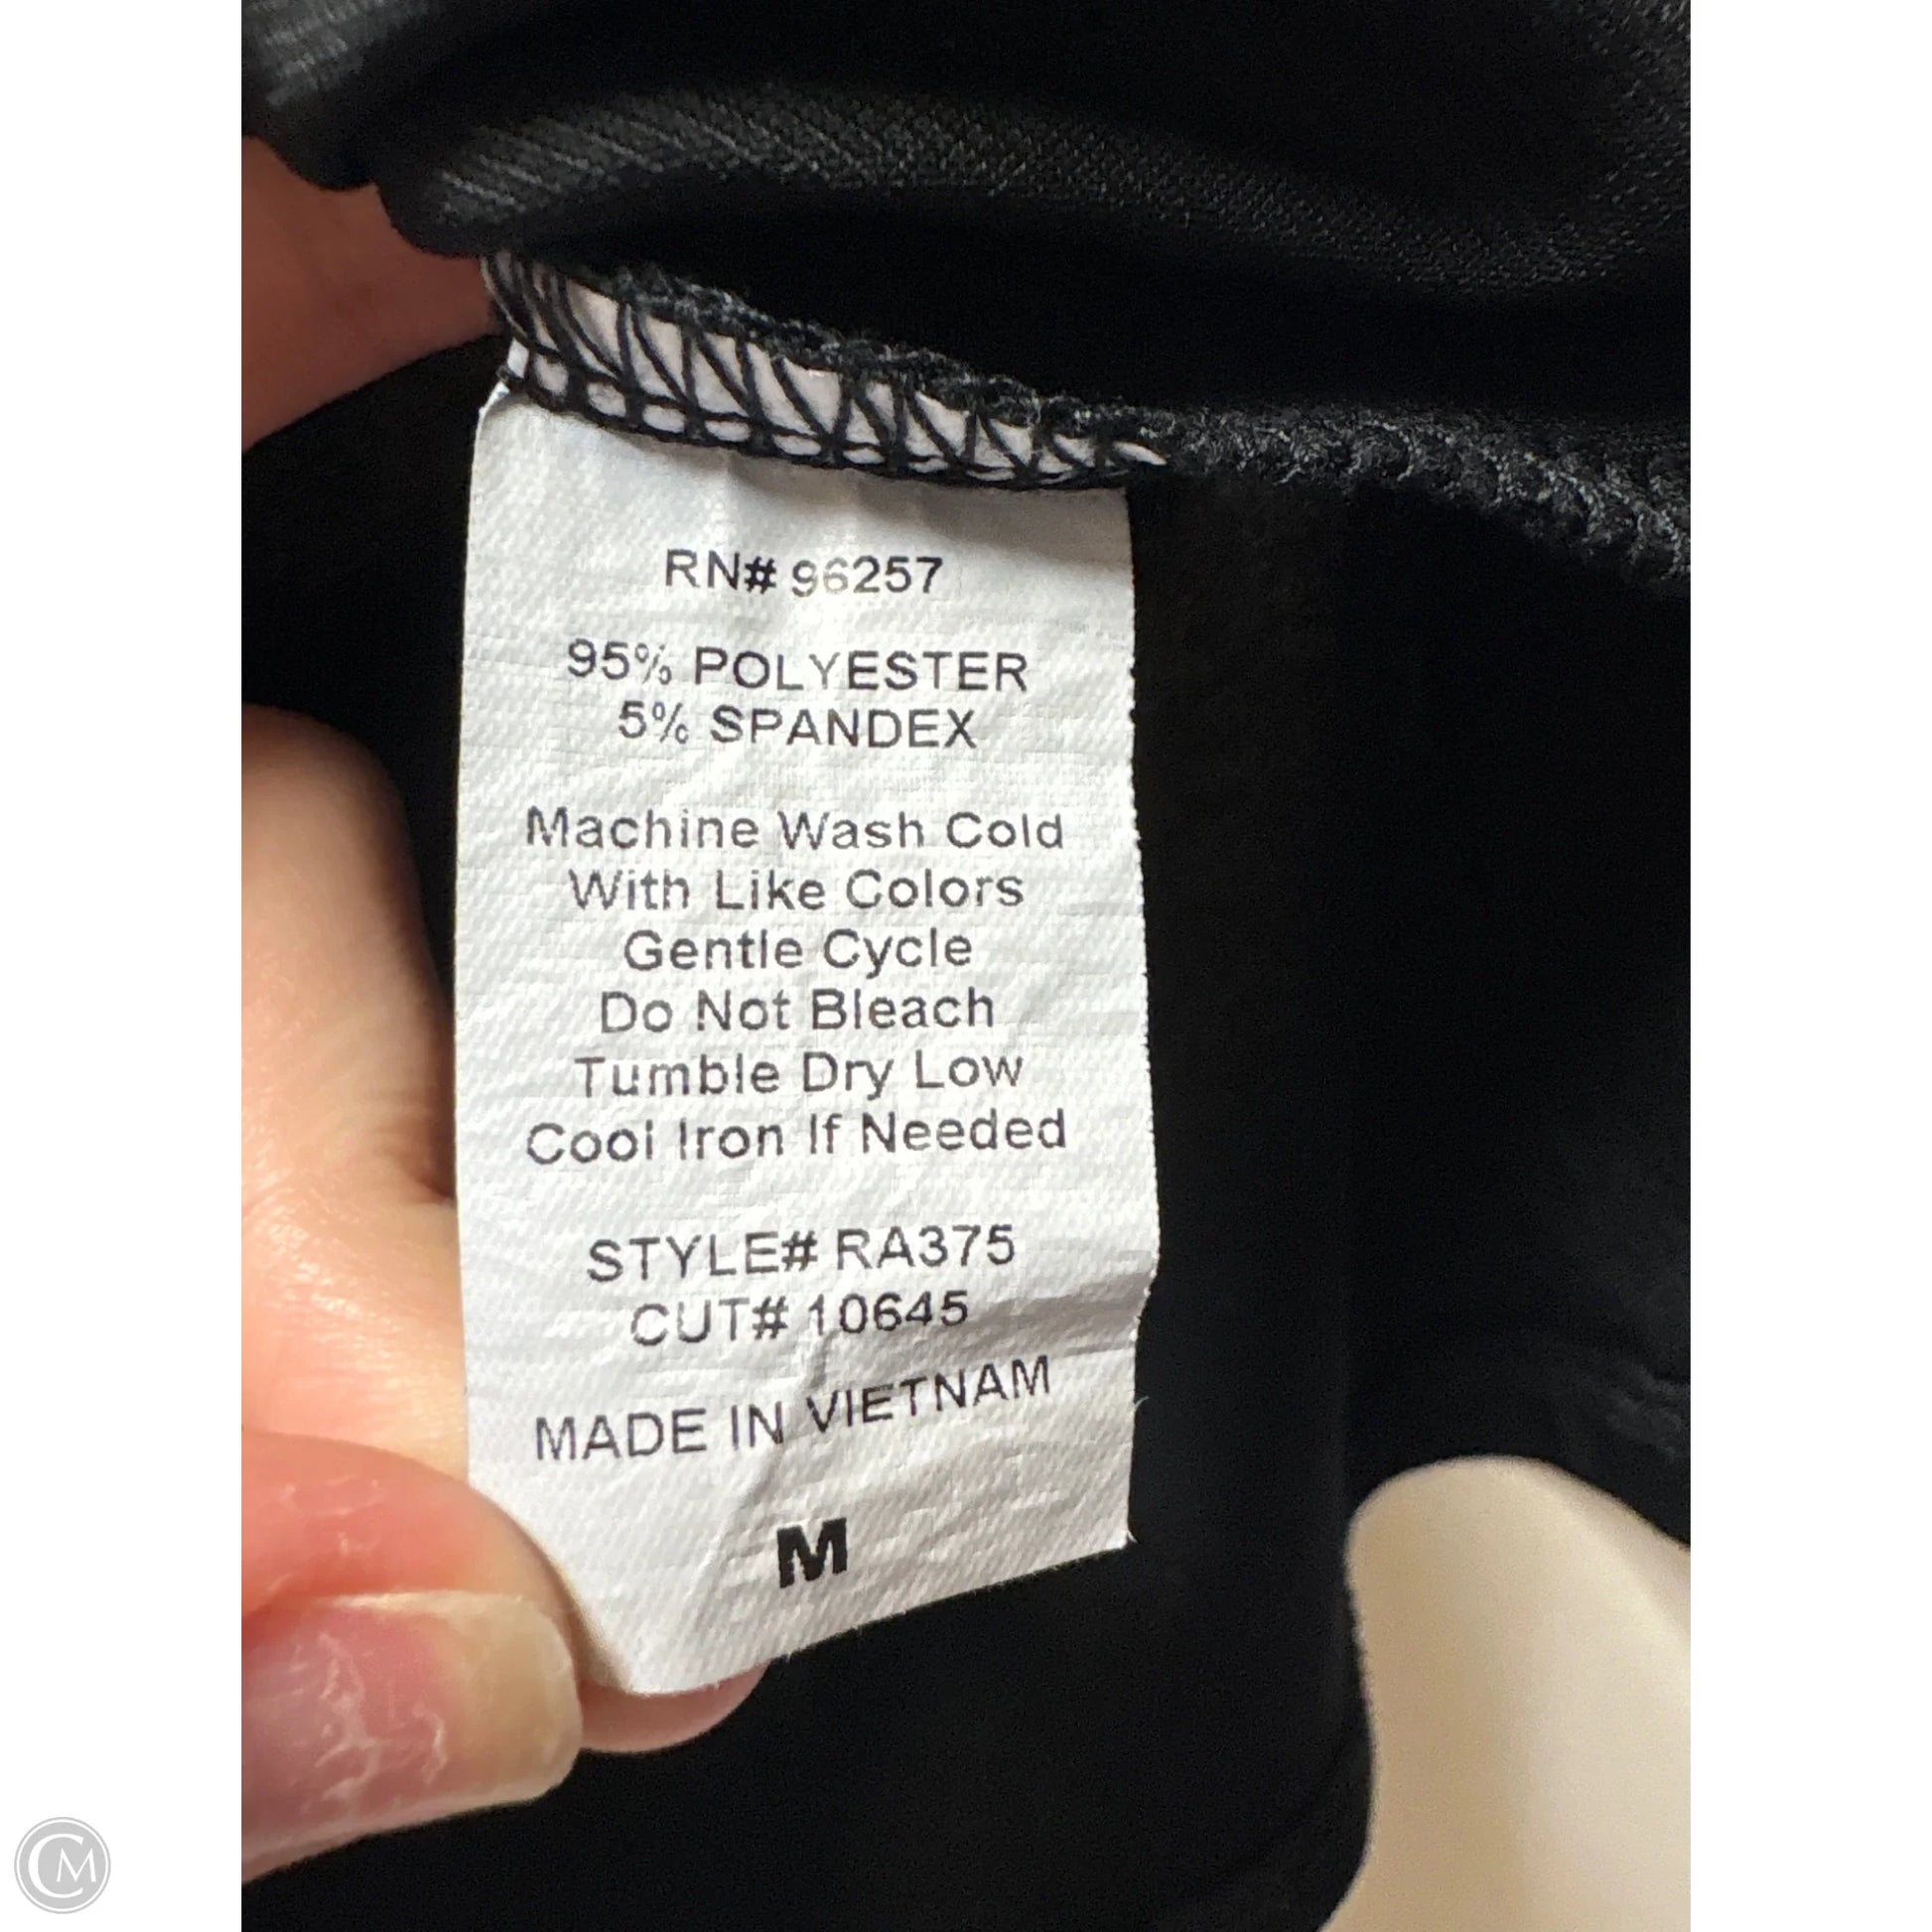 RN# 96257
95% POLYESTER
5% SPANDEX
Machine Wash Cold
With Like Colors
Gentle Cycle
Do Not Bleach
Tumble Dry Low
Cool Iron If Needed
STYLE# RA375
CUT# 10645
MADE IN VIETNAM
M
CM